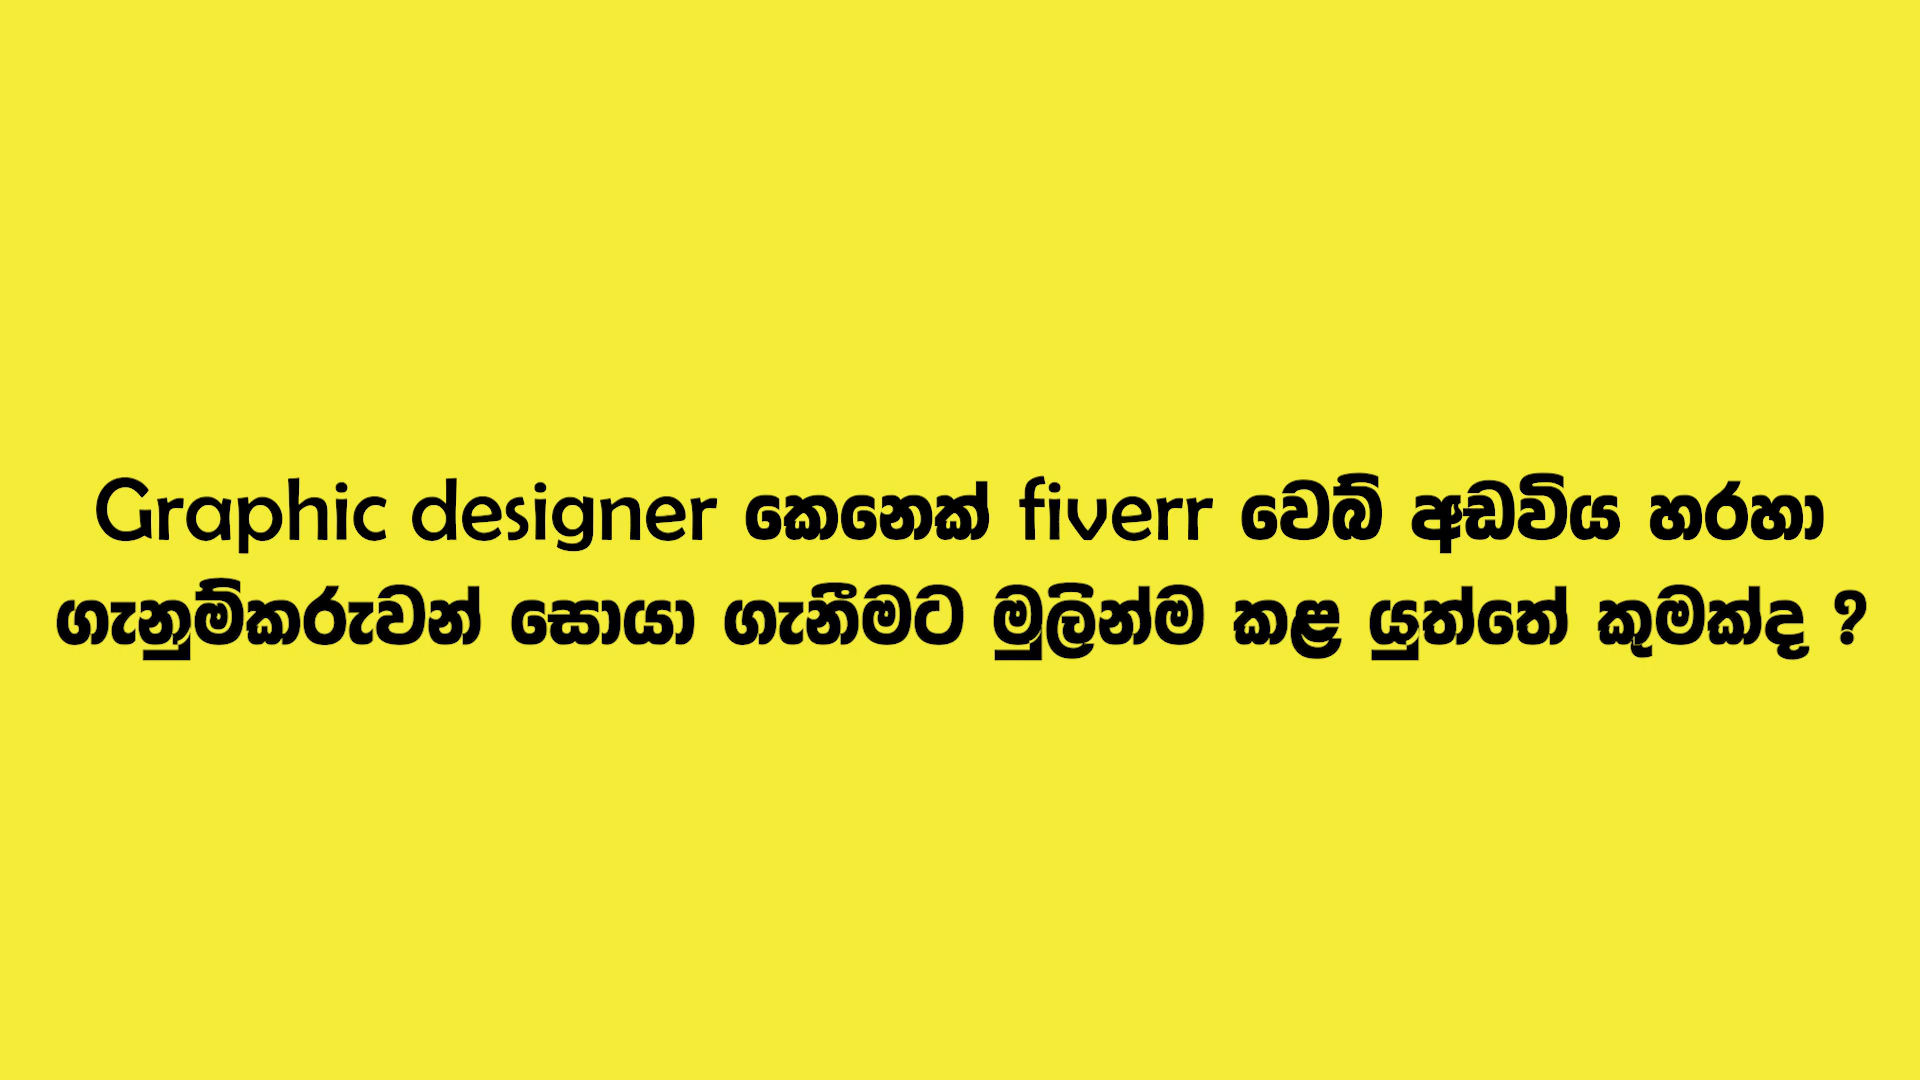 Graphic designer කෙනෙක් fiverr වෙබ් අඩවිය හරහා
ගැනුම්කරුවන් සොයා ගැනීමට මුලින්ම කළ යුත්තේ කුමක්ද ?